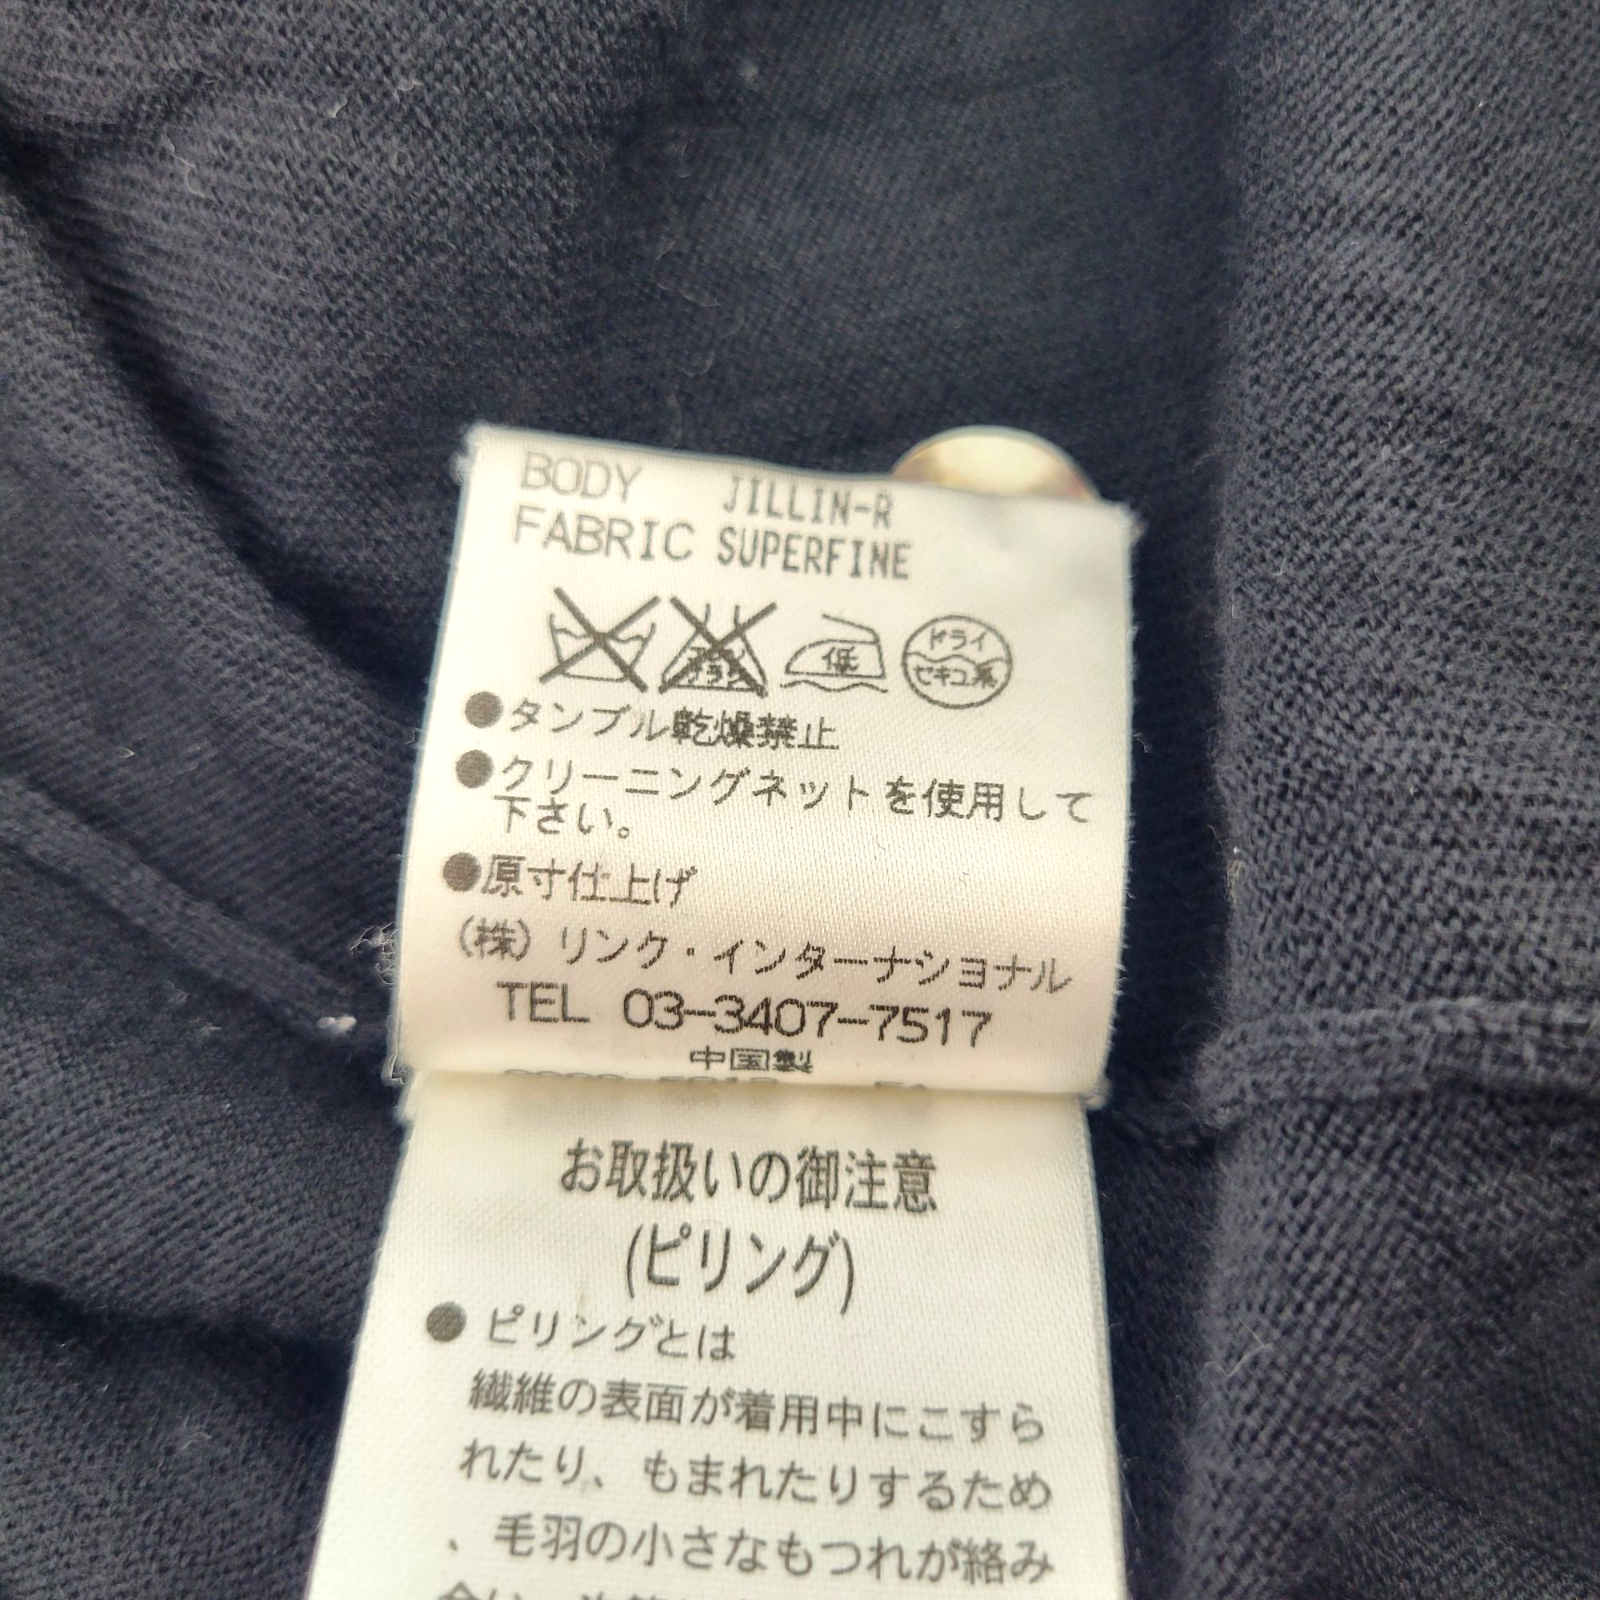 BODY JILLIN-R
FABRIC SUPERFINE
低
ドライ
セキユ系
●タンブル乾燥禁止
●クリーニングネットを使用して
下さい。
●原寸仕上げ
(株) リンク・インターナショナル
TEL 03-3407-7517
中国製
お取扱いの御注意
(ピリング)
● ピリングとは
繊維の表面が着用中にこすら
れたり、もまれたりするため
、毛羽の小さなもつれが絡み